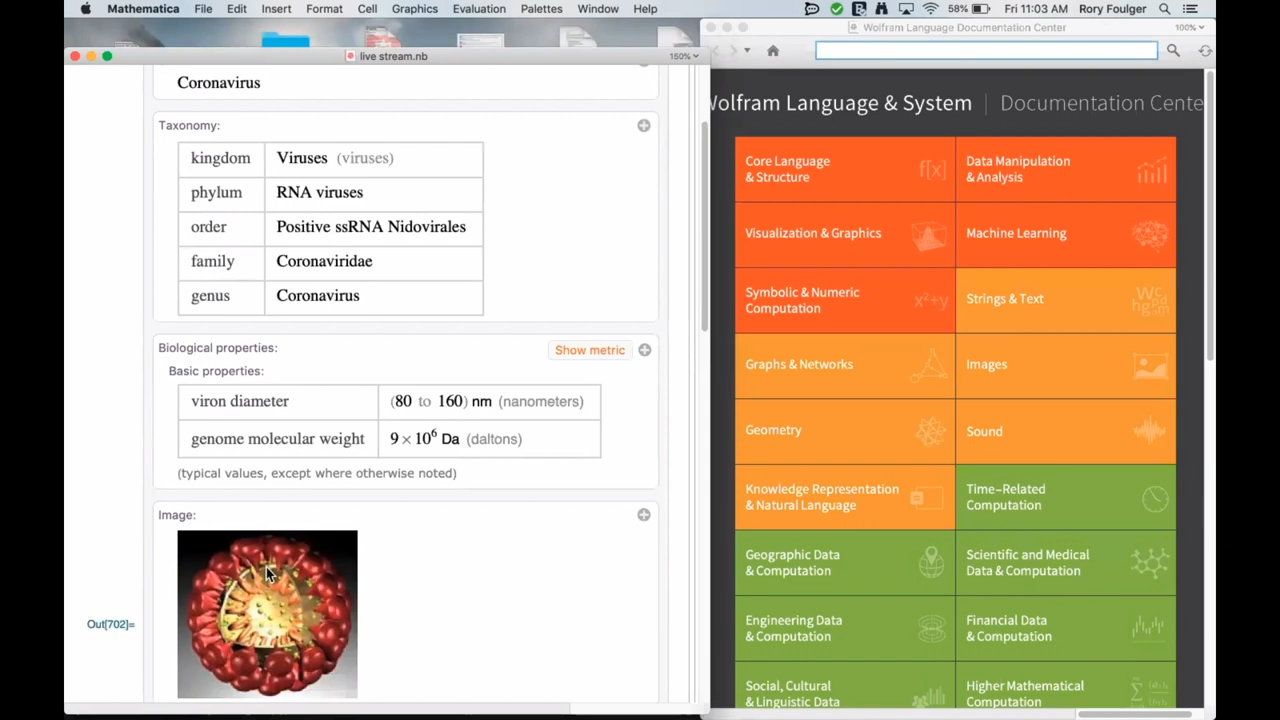 Mathematica File Edit Insert Format Cell Graphics Evaluation Palettes Window Help 58% Fri 11:03 AM Rory Foulger
live stream.nb 150%
Coronavirus
Taxonomy:
kingdom Viruses (viruses)
phylum RNA viruses
order Positive ssRNA Nidovirales
family Coronaviridae
genus Coronavirus
Biological properties: Show metric
Basic properties:
viron diameter (80 to 160) nm (nanometers)
genome molecular weight 9×10⁶ Da (daltons)
(typical values, except where otherwise noted)
Image:
Out[702]=
Wolfram Language Documentation Center 100%
Wolfram Language & System | Documentation Cente
Core Language
& Structure
f[x]
Data Manipulation
& Analysis
Visualization & Graphics
Machine Learning
Symbolic & Numeric
Computation
x²+y
Strings & Text
Graphs & Networks
Images
Geometry
Sound
Knowledge Representation
& Natural Language
Time–Related
Computation
Geographic Data
& Computation
Scientific and Medical
Data & Computation
Engineering Data
& Computation
Financial Data
& Computation
Social, Cultural
& Linguistic Data
Higher Mathematical
Computation